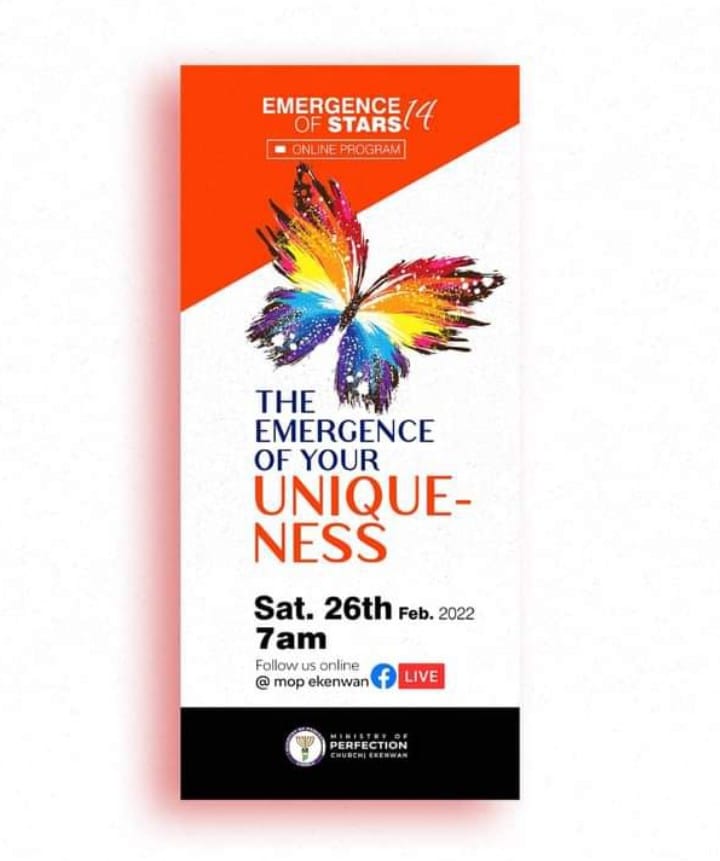 EMERGENCE
OF STARS 14
ONLINE PROGRAM
THE
EMERGENCE
OF YOUR
UNIQUE-
NESS
Sat. 26th Feb. 2022
7am
Follow us online
@ mop ekenwan f LIVE
MINISTRY OF
PERFECTION
CHURCH| EKENWAN